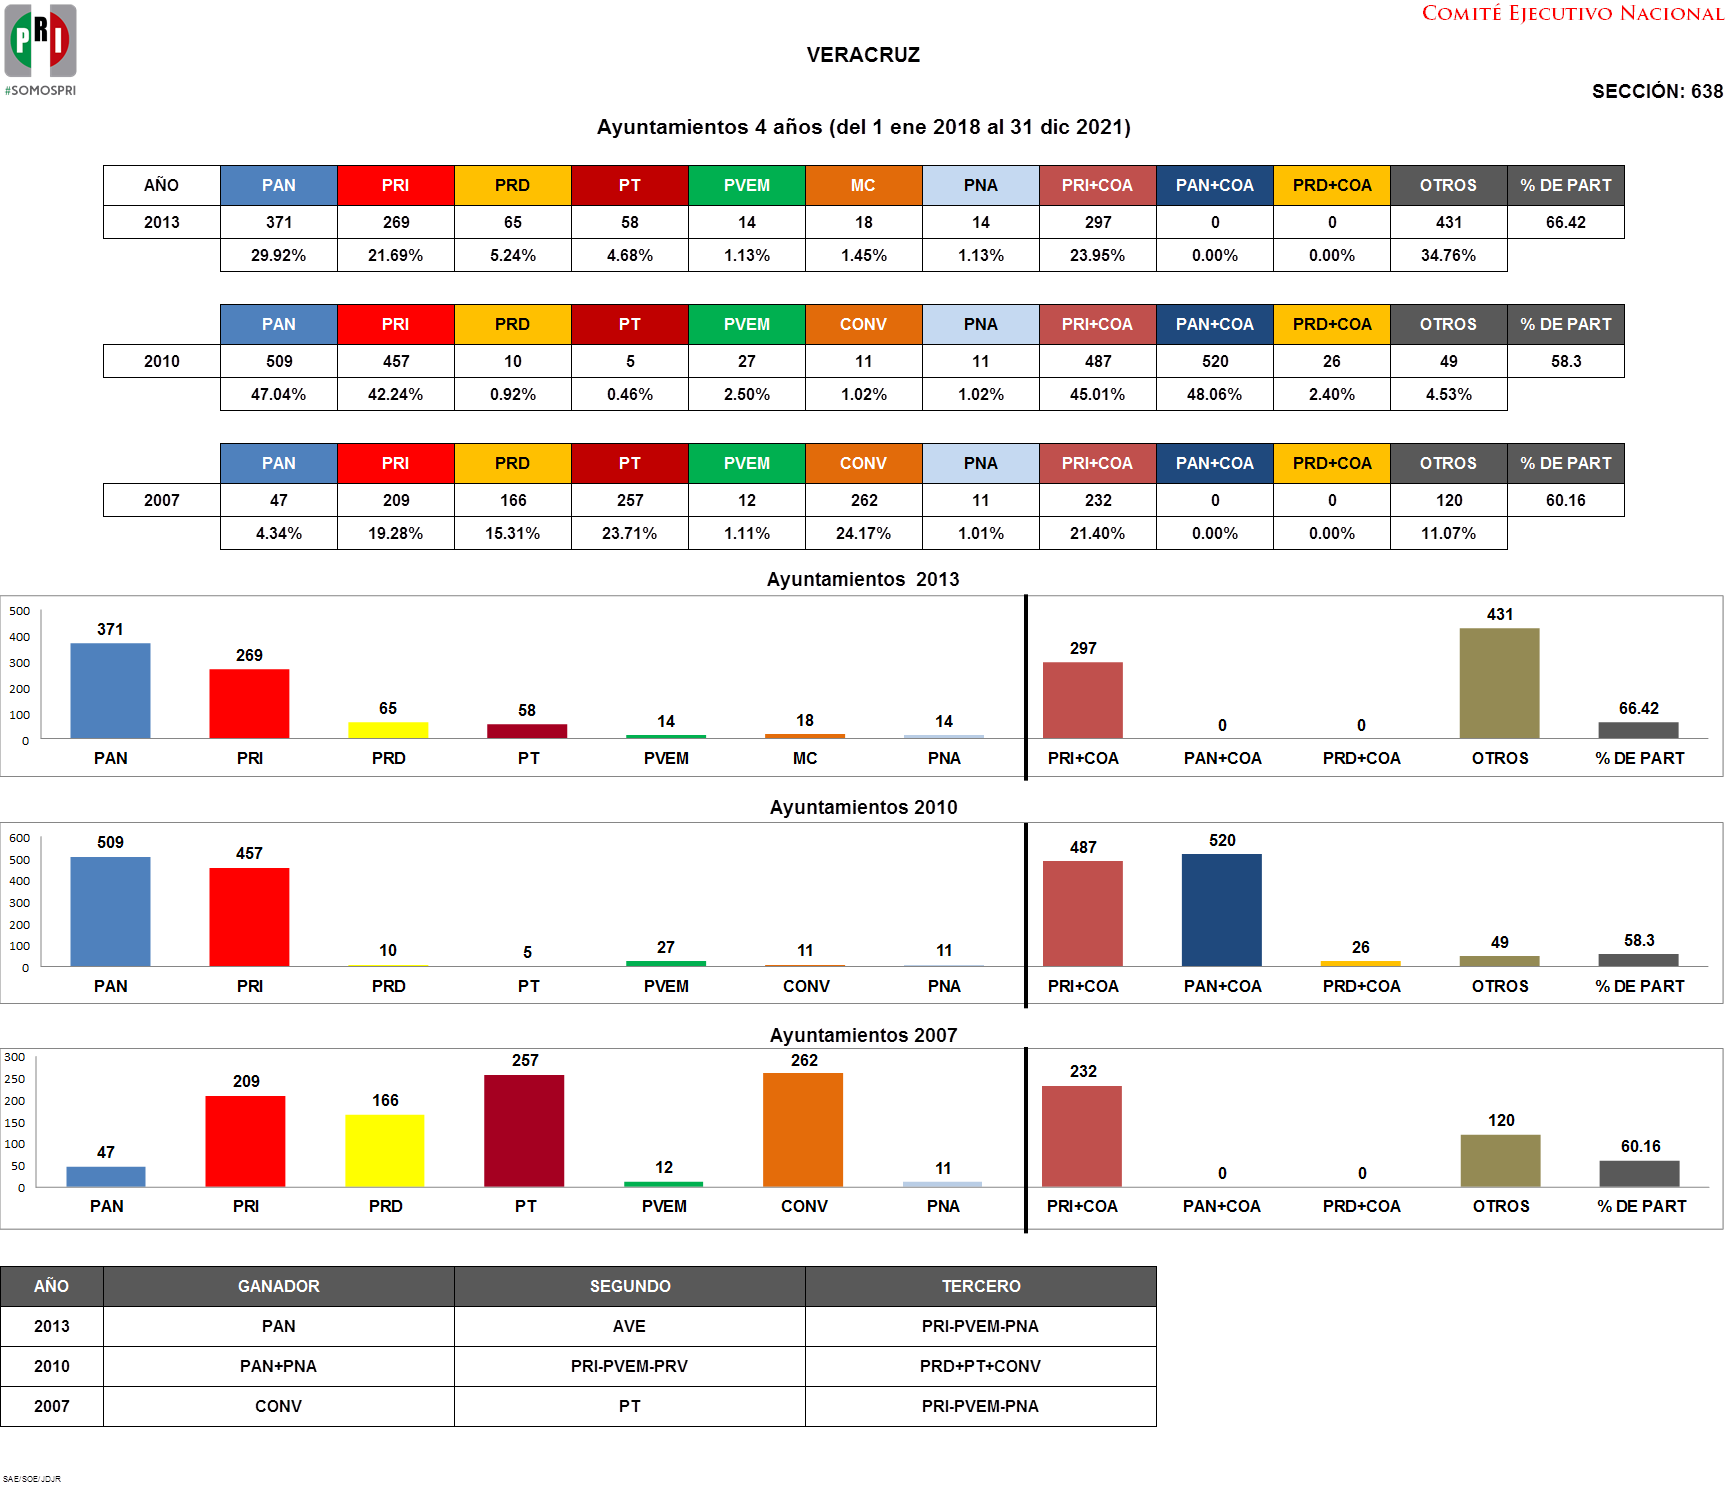 PRI
#SOMOSPRI
COMITÉ EJECUTIVO NACIONAL
VERACRUZ
SECCIÓN: 638
Ayuntamientos 4 años (del 1 ene 2018 al 31 dic 2021)
AÑO PAN PRI PRD PT PVEM MC PNA PRI+COA PAN+COA PRD+COA OTROS % DE PART
2013 371 269 65 58 14 18 14 297 0 0 431 66.42
29.92% 21.69% 5.24% 4.68% 1.13% 1.45% 1.13% 23.95% 0.00% 0.00% 34.76%
PAN PRI PRD PT PVEM CONV PNA PRI+COA PAN+COA PRD+COA OTROS % DE PART
2010 509 457 10 5 27 11 11 487 520 26 49 58.3
47.04% 42.24% 0.92% 0.46% 2.50% 1.02% 1.02% 45.01% 48.06% 2.40% 4.53%
PAN PRI PRD PT PVEM CONV PNA PRI+COA PAN+COA PRD+COA OTROS % DE PART
2007 47 209 166 257 12 262 11 232 0 0 120 60.16
4.34% 19.28% 15.31% 23.71% 1.11% 24.17% 1.01% 21.40% 0.00% 0.00% 11.07%
Ayuntamientos 2013
500
400
300
200
100
0
371 269 65 58 14 18 14 297 0 0 431 66.42
PAN PRI PRD PT PVEM MC PNA PRI+COA PAN+COA PRD+COA OTROS % DE PART
Ayuntamientos 2010
600
500
400
300
200
100
0
509 457 10 5 27 11 11 487 520 26 49 58.3
PAN PRI PRD PT PVEM CONV PNA PRI+COA PAN+COA PRD+COA OTROS % DE PART
Ayuntamientos 2007
300
250
200
150
100
50
0
47 209 166 257 12 262 11 232 0 0 120 60.16
PAN PRI PRD PT PVEM CONV PNA PRI+COA PAN+COA PRD+COA OTROS % DE PART
AÑO GANADOR SEGUNDO TERCERO
2013 PAN AVE PRI-PVEM-PNA
2010 PAN+PNA PRI-PVEM-PRV PRD+PT+CONV
2007 CONV PT PRI-PVEM-PNA
SAE/SOE/JDJR